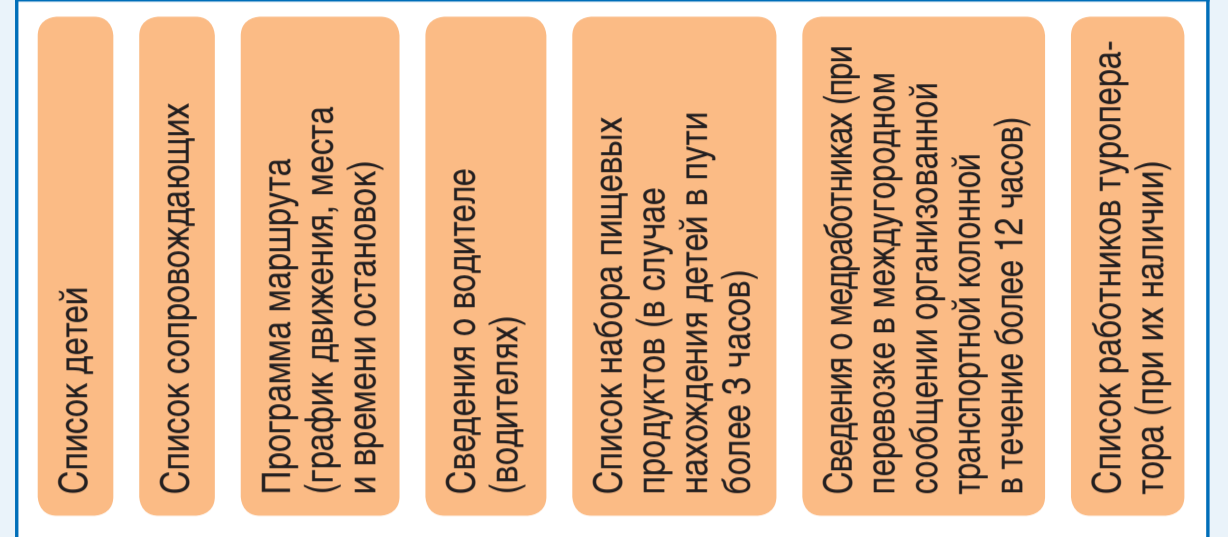 Список детей
Список сопровождающих
Программа маршрута
(график движения, места
и времени остановок)
Сведения о водителе
(водителях)
Список набора пищевых
продуктов (в случае
нахождения детей в пути
более 3 часов)
Сведения о медработниках (при
перевозке в междугородном
сообщении организованной
транспортной колонной
в течение более 12 часов)
Список работников туропера-
тора (при их наличии)